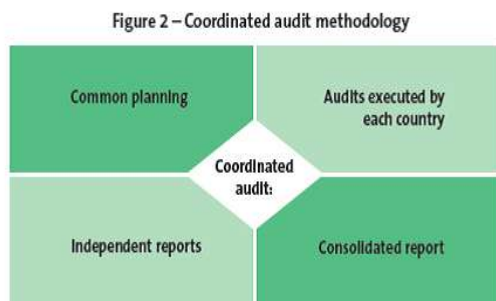 Figure 2 – Coordinated audit methodology
Common planning
Audits executed by
each country
Coordinated
audit:
Independent reports
Consolidated report